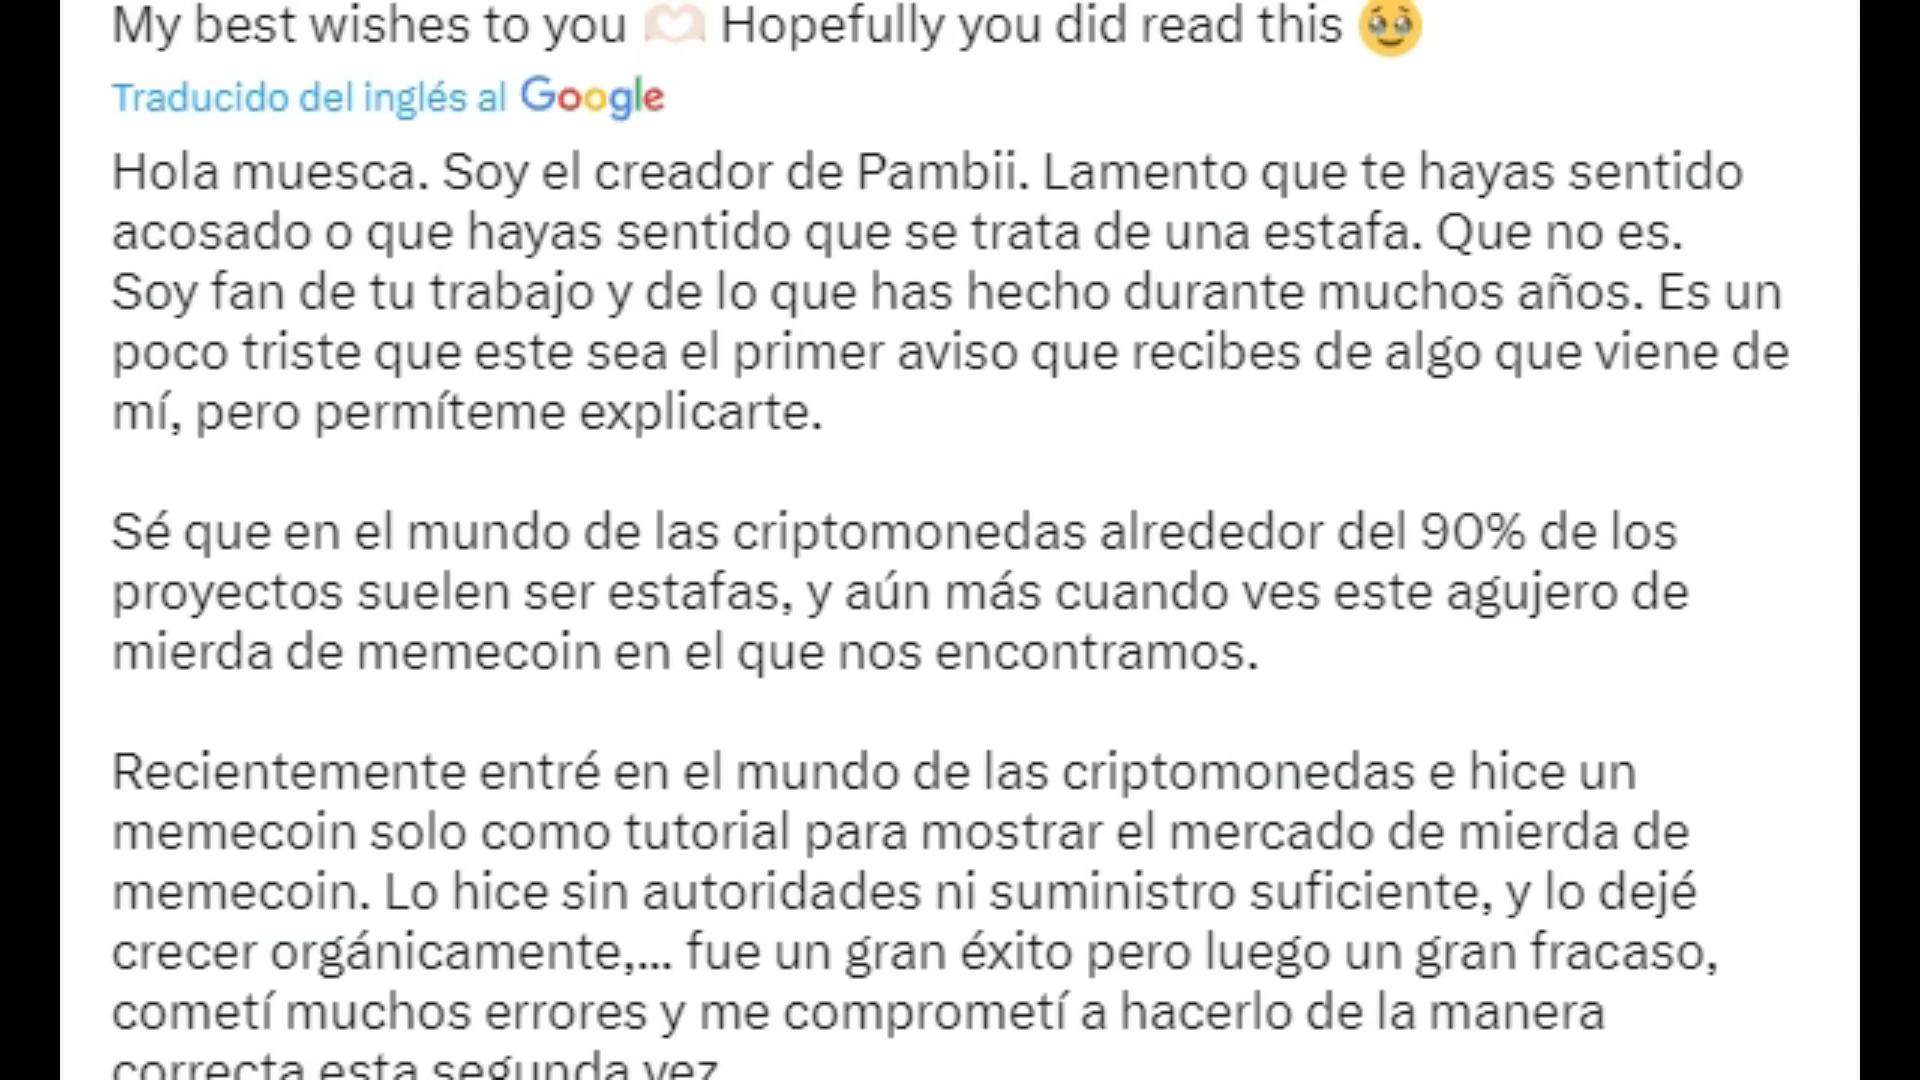 My best wishes to you 🫶🏻 Hopefully you did read this 🥹
Traducido del inglés al Google
Hola muesca. Soy el creador de Pambii. Lamento que te hayas sentido
acosado o que hayas sentido que se trata de una estafa. Que no es.
Soy fan de tu trabajo y de lo que has hecho durante muchos años. Es un
poco triste que este sea el primer aviso que recibes de algo que viene de
mí, pero permíteme explicarte.
Sé que en el mundo de las criptomonedas alrededor del 90% de los
proyectos suelen ser estafas, y aún más cuando ves este agujero de
mierda de memecoin en el que nos encontramos.
Recientemente entré en el mundo de las criptomonedas e hice un
memecoin solo como tutorial para mostrar el mercado de mierda de
memecoin. Lo hice sin autoridades ni suministro suficiente, y lo dejé
crecer orgánicamente,... fue un gran éxito pero luego un gran fracaso,
cometí muchos errores y me comprometí a hacerlo de la manera
correcta esta segunda vez